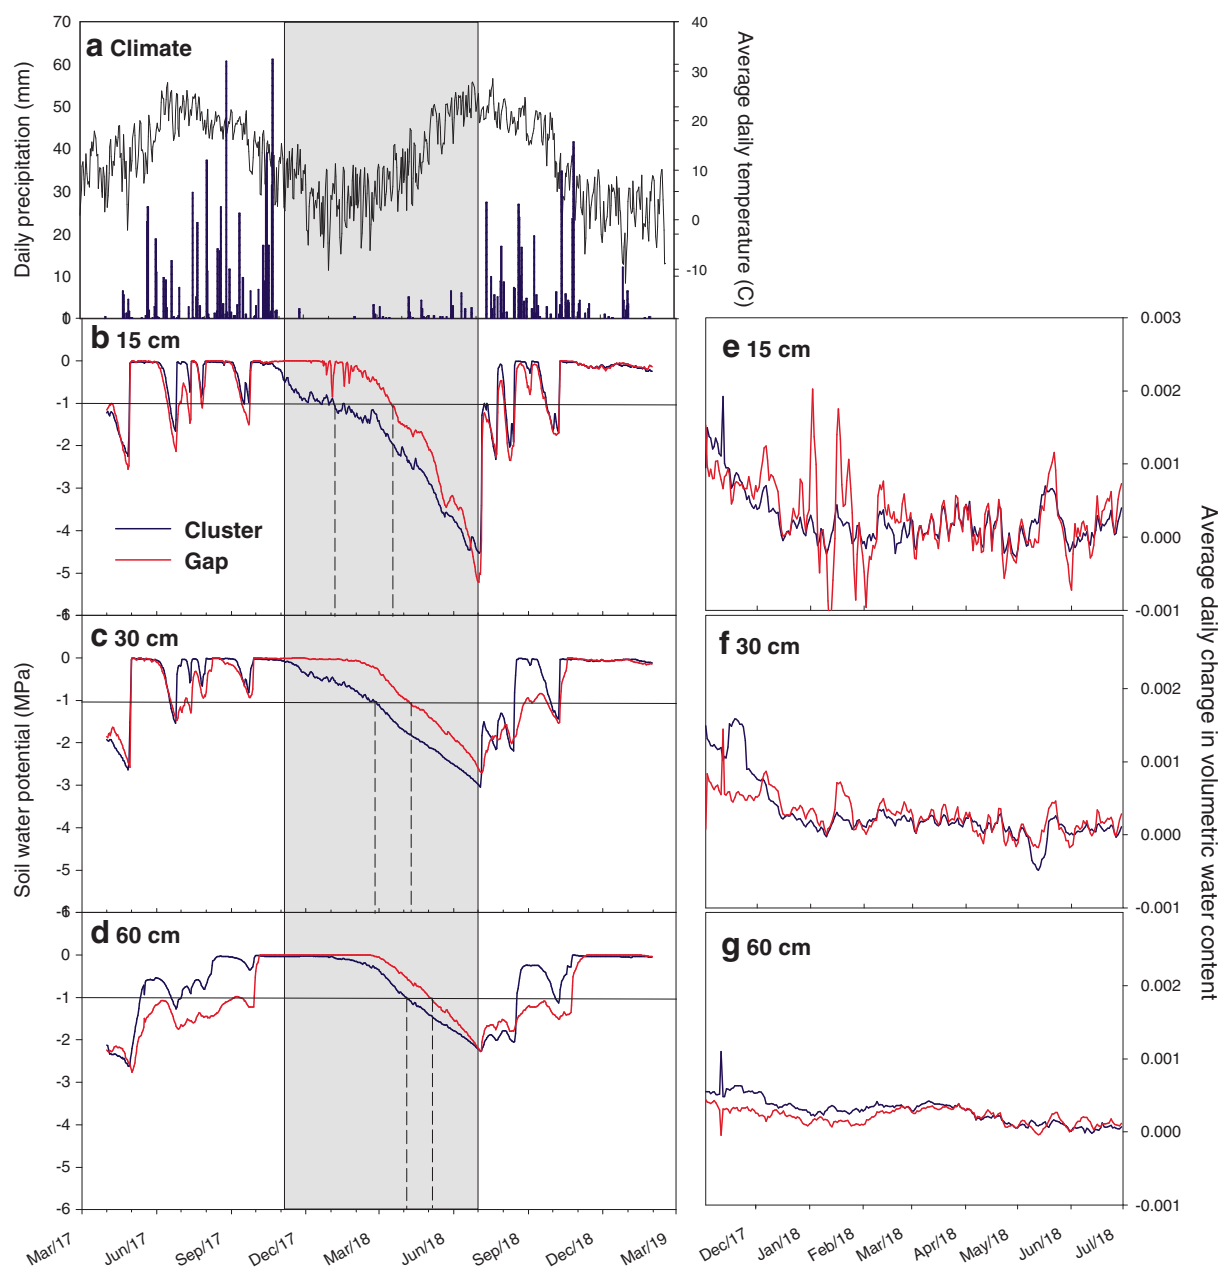 a Climate
Daily precipitation (mm)
70
60
50
40
30
20
10
0
Average daily temperature (C)
40
30
20
10
0
-10
b 15 cm
Cluster
Gap
0
-1
-2
-3
-4
-5
-6
c 30 cm
Soil water potential (MPa)
0
-1
-2
-3
-4
-5
-6
d 60 cm
0
-1
-2
-3
-4
-5
-6
Mar/17
Jun/17
Sep/17
Dec/17
Mar/18
Jun/18
Sep/18
Dec/18
Mar/19
e 15 cm
0.003
0.002
0.001
0.000
-0.001
f 30 cm
0.002
0.001
0.000
-0.001
g 60 cm
0.002
0.001
0.000
-0.001
Average daily change in volumetric water content
Dec/17
Jan/18
Feb/18
Mar/18
Apr/18
May/18
Jun/18
Jul/18